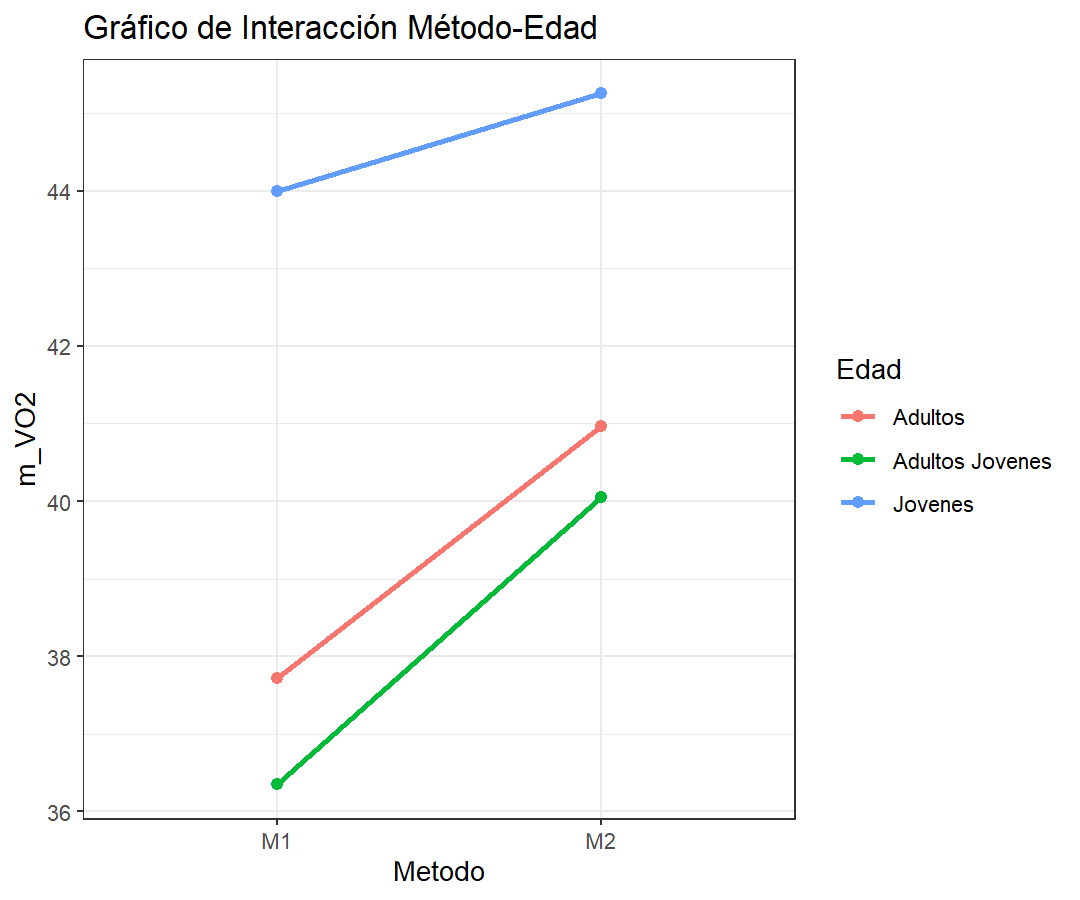 Gráfico de Interacción Método-Edad
m_VO2
44
42
40
38
36
M1
M2
Metodo
Edad
Adultos
Adultos Jovenes
Jovenes